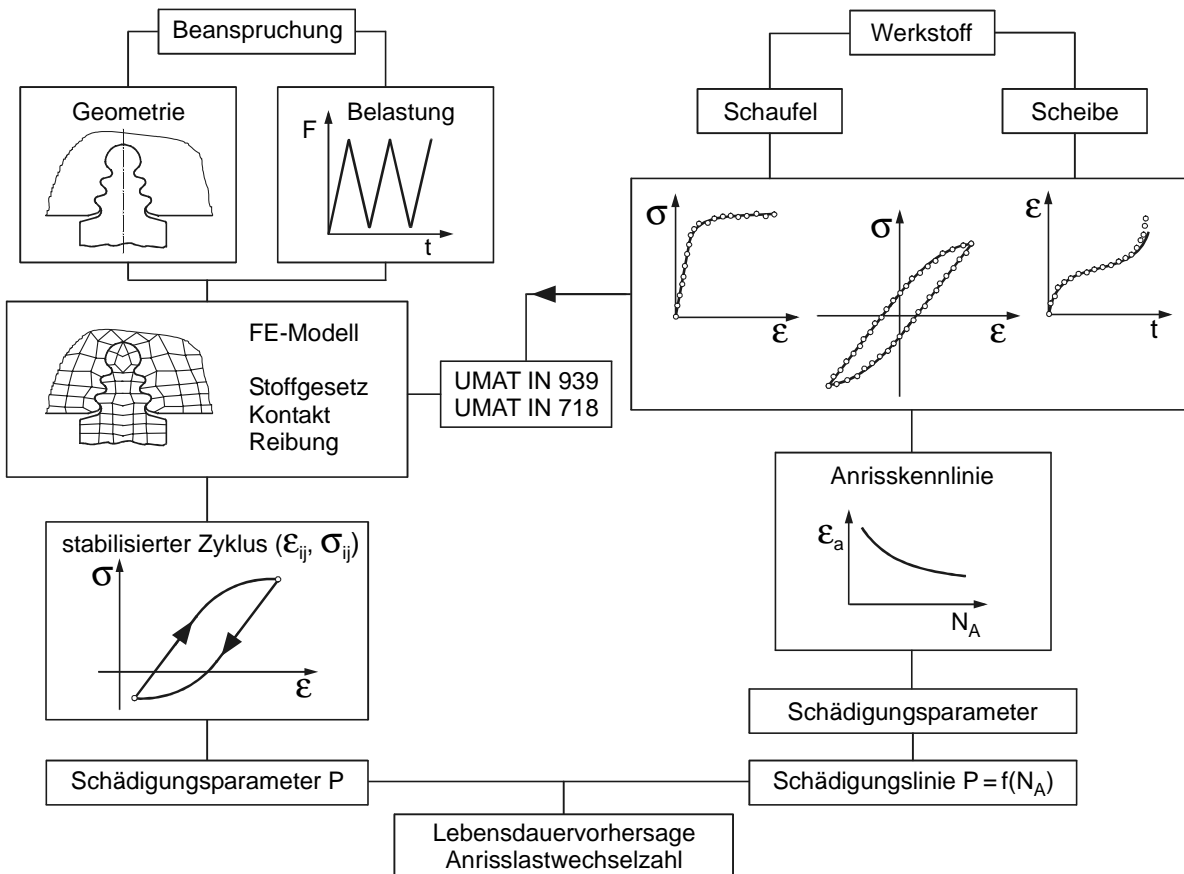 Beanspruchung
Werkstoff
Geometrie
Belastung
F
t
Schaufel
Scheibe
σ
ε
σ
ε
ε
t
FE-Modell
Stoffgesetz
Kontakt
Reibung
UMAT IN 939
UMAT IN 718
Anrisskennlinie
εa
NA
stabilisierter Zyklus (εij, σij)
σ
ε
Schädigungsparameter
Schädigungsparameter P
Schädigungslinie P = f(NA)
Lebensdauervorhersage
Anrisslastwechselzahl